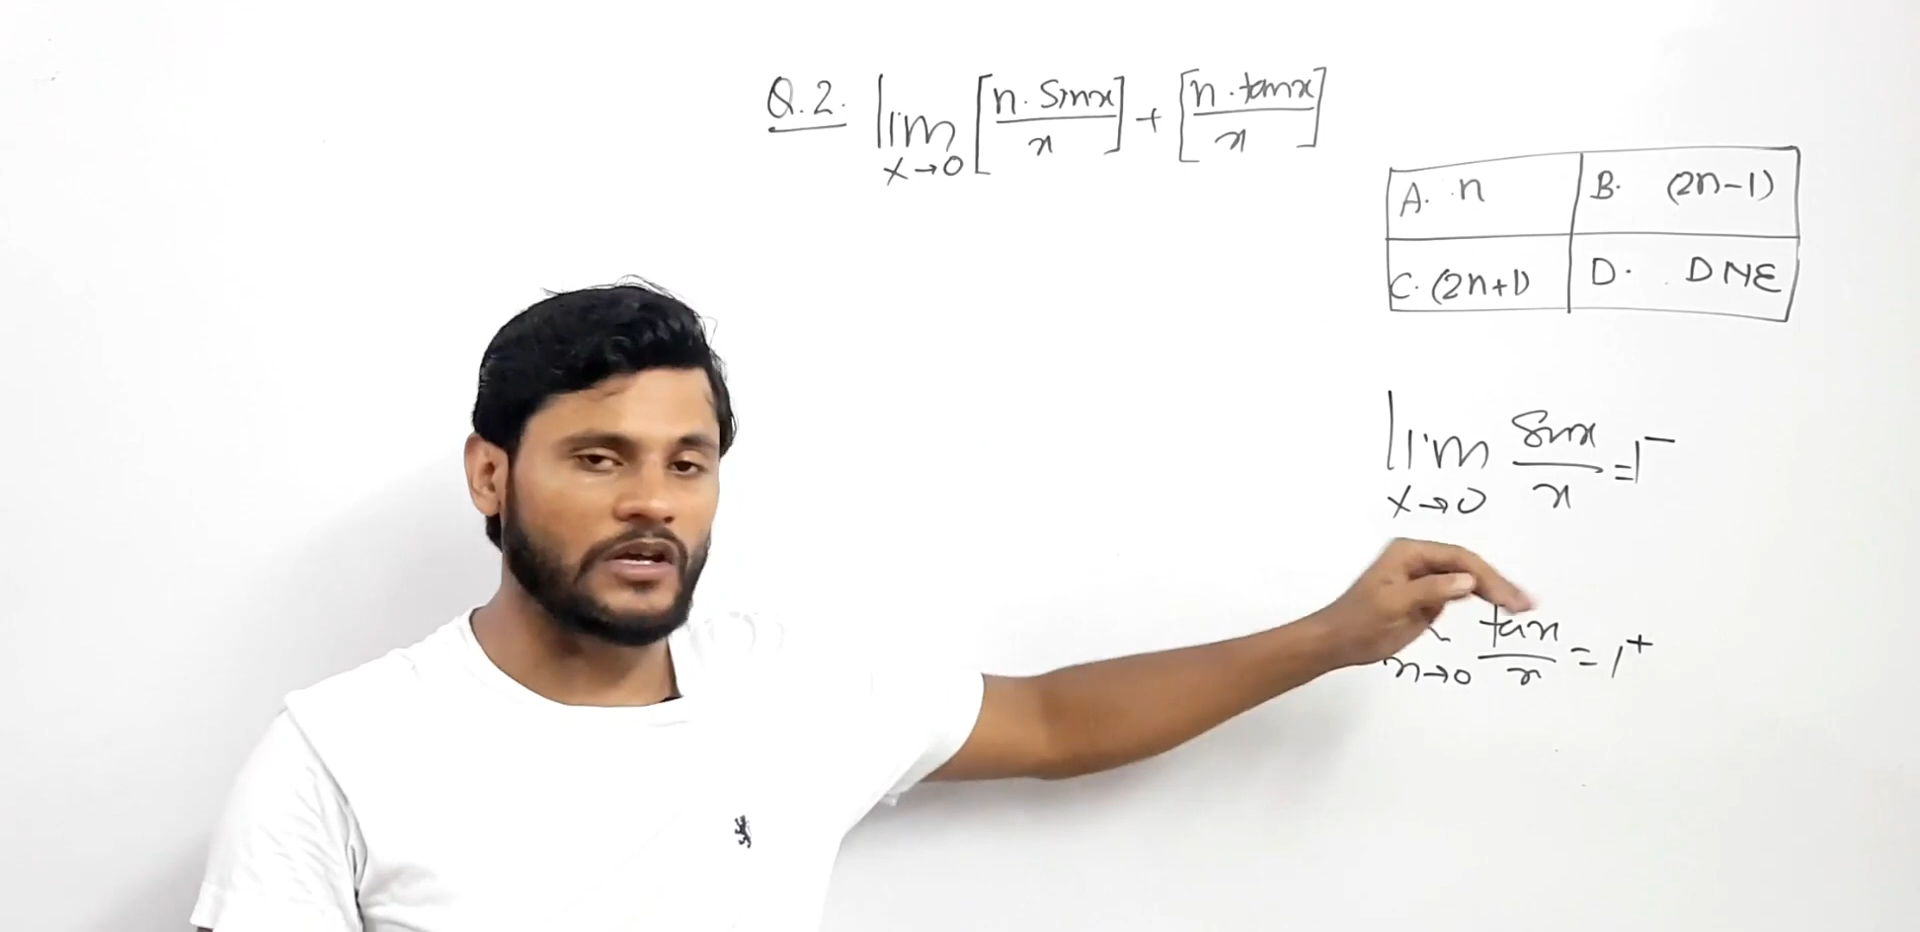 Q.2. lim x→0 [n·sinx/x] + [n·tanx/x]
A. n
B. (2n-1)
C. (2n+1)
D. DNE
lim x→0 sinx/x = 1⁻
x→0 tanx/x = 1⁺